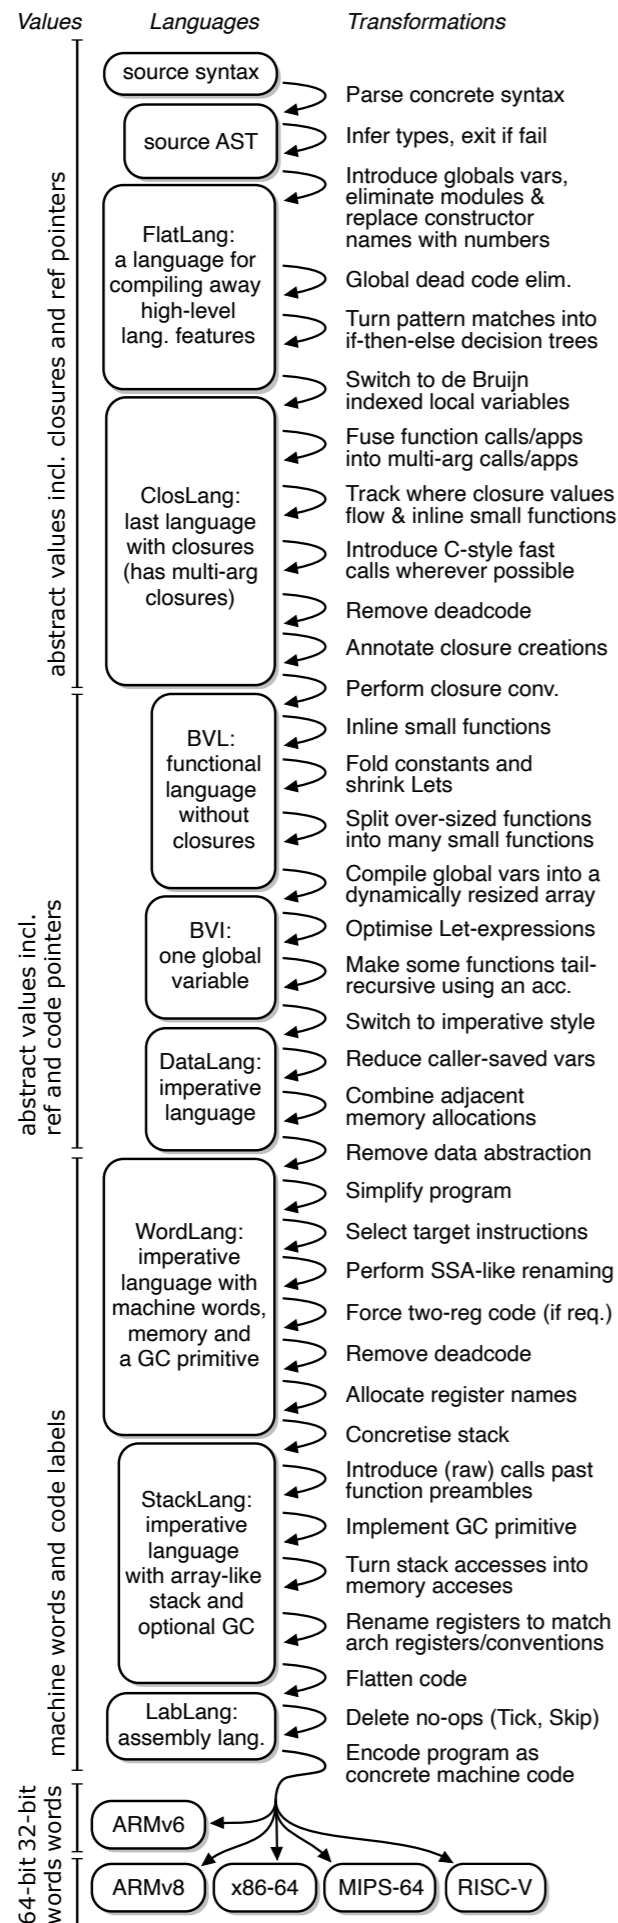 Values Languages Transformations
source syntax
Parse concrete syntax
source AST
Infer types, exit if fail
Introduce globals vars,
eliminate modules &
replace constructor
names with numbers
FlatLang:
a language for
compiling away
high-level
lang. features
Global dead code elim.
Turn pattern matches into
if-then-else decision trees
Switch to de Bruijn
indexed local variables
abstract values incl. closures and ref pointers
ClosLang:
last language
with closures
(has multi-arg
closures)
Fuse function calls/apps
into multi-arg calls/apps
Track where closure values
flow & inline small functions
Introduce C-style fast
calls wherever possible
Remove deadcode
Annotate closure creations
Perform closure conv.
BVL:
functional
language
without
closures
Inline small functions
Fold constants and
shrink Lets
Split over-sized functions
into many small functions
Compile global vars into a
dynamically resized array
abstract values incl.
ref and code pointers
BVI:
one global
variable
Optimise Let-expressions
Make some functions tail-
recursive using an acc.
Switch to imperative style
DataLang:
imperative
language
Reduce caller-saved vars
Combine adjacent
memory allocations
Remove data abstraction
WordLang:
imperative
language with
machine words,
memory and
a GC primitive
Simplify program
Select target instructions
Perform SSA-like renaming
Force two-reg code (if req.)
Remove deadcode
Allocate register names
Concretise stack
machine words and code labels
StackLang:
imperative
language
with array-like
stack and
optional GC
Introduce (raw) calls past
function preambles
Implement GC primitive
Turn stack accesses into
memory acceses
Rename registers to match
arch registers/conventions
Flatten code
LabLang:
assembly lang.
Delete no-ops (Tick, Skip)
Encode program as
concrete machine code
32-bit
words
ARMv6
64-bit
words
ARMv8 x86-64 MIPS-64 RISC-V